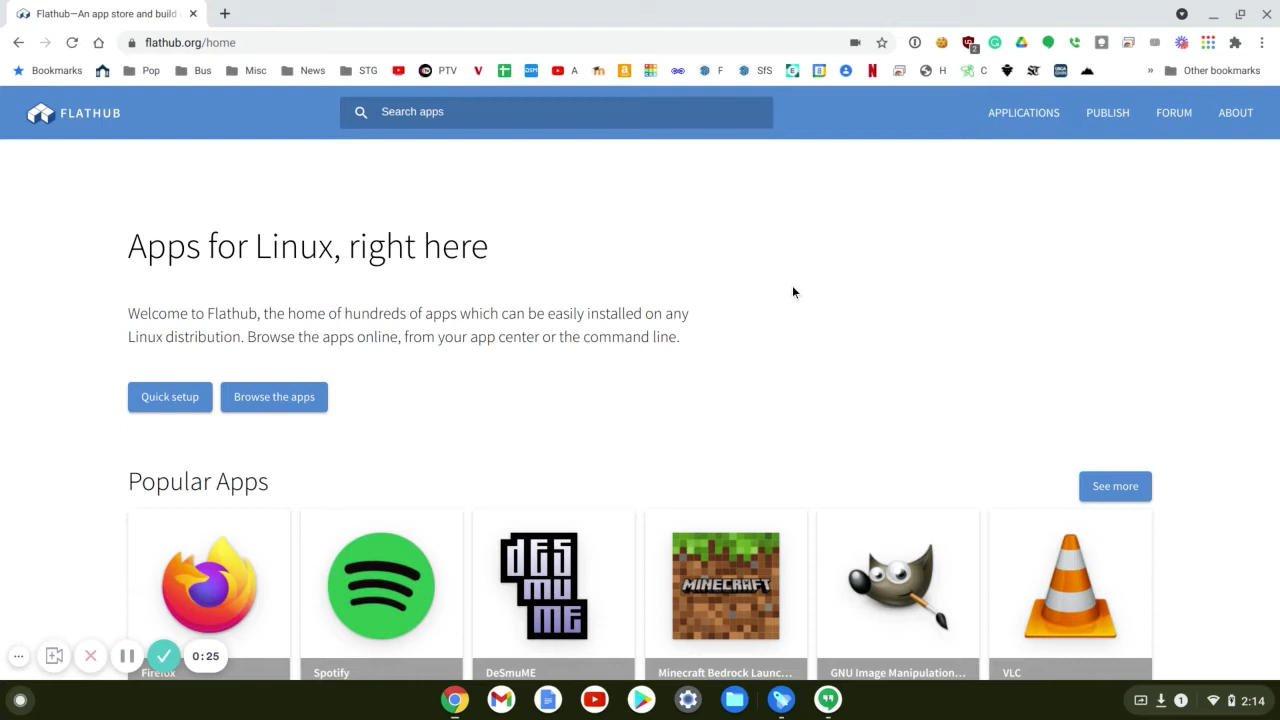 Flathub—An app store and build
flathub.org/home
2
Bookmarks
Pop
Bus
Misc
News
STG
PTV
A
F
SfS
H
C
Other bookmarks
FLATHUB
Search apps
APPLICATIONS
PUBLISH
FORUM
ABOUT
Apps for Linux, right here
Welcome to Flathub, the home of hundreds of apps which can be easily installed on any
Linux distribution. Browse the apps online, from your app center or the command line.
Quick setup
Browse the apps
Popular Apps
See more
MINECRAFT
0:25
Firefox
Spotify
DeSmuME
Minecraft Bedrock Launc...
GNU Image Manipulation...
VLC
1
2:14